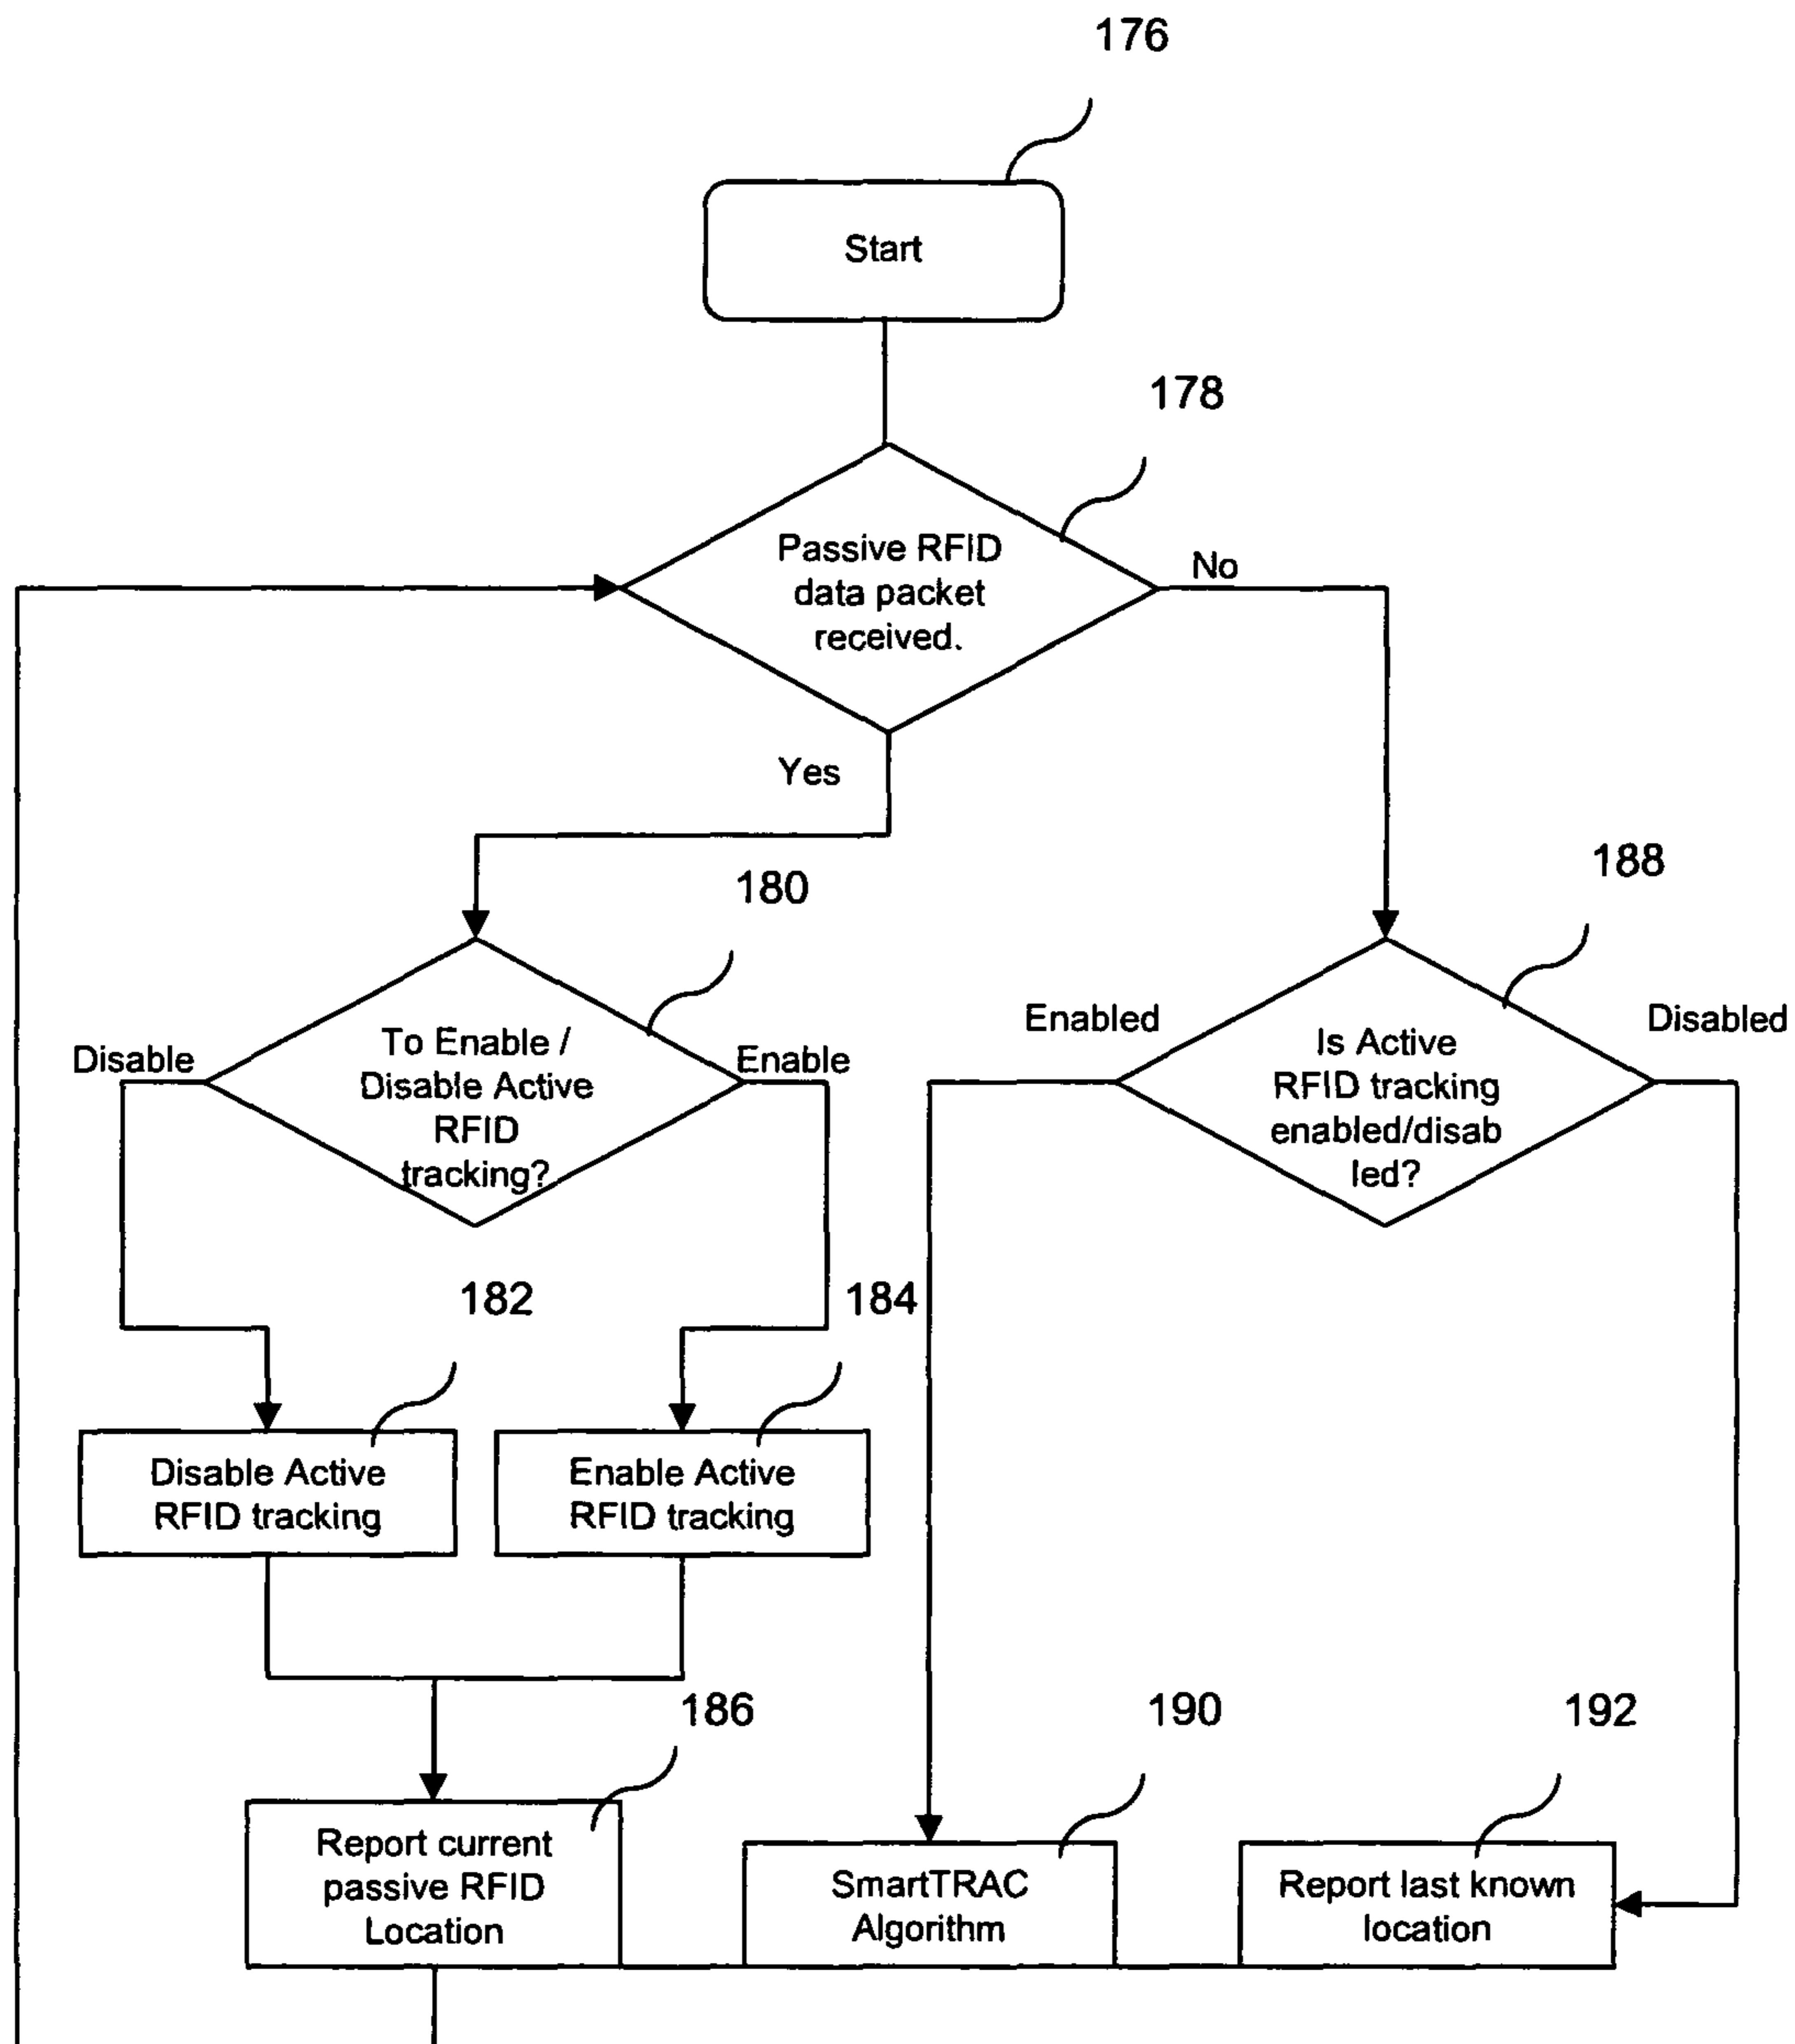 176
Start
178
Passive RFID
data packet
received.
No
Yes
180
188
To Enable /
Disable Active
RFID
tracking?
Disable
Enable
Is Active
RFID tracking
enabled/disab
led?
Enabled
Disabled
182
184
Disable Active
RFID tracking
Enable Active
RFID tracking
186
190
192
Report current
passive RFID
Location
SmartTRAC
Algorithm
Report last known
location